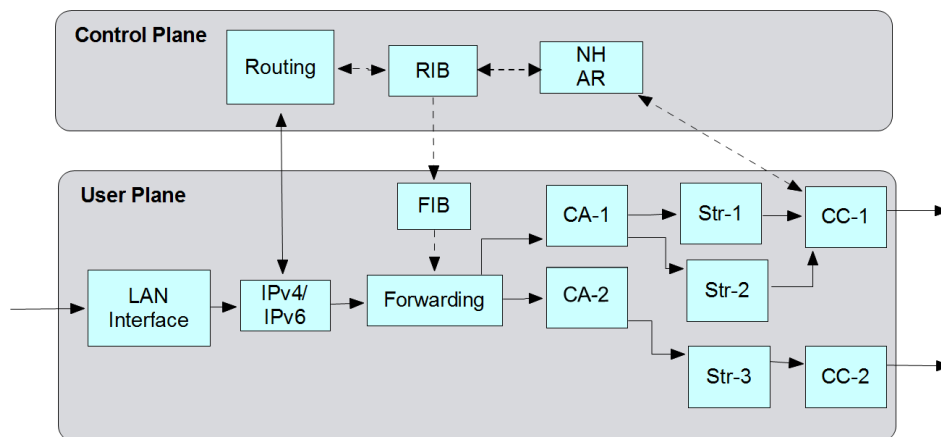 Control Plane
Routing
RIB
NH
AR
User Plane
FIB
CA-1
Str-1
CC-1
LAN
Interface
IPv4/
IPv6
Forwarding
CA-2
Str-2
Str-3
CC-2